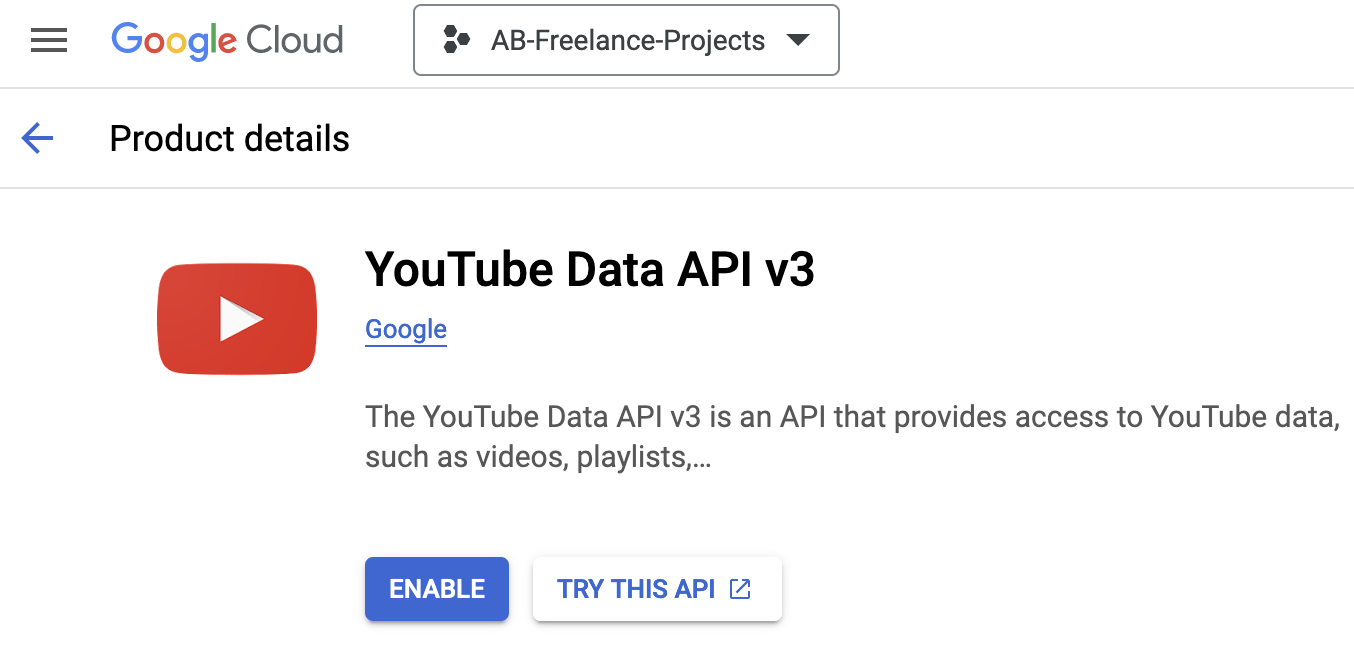 Google Cloud
AB-Freelance-Projects
Product details
YouTube Data API v3
Google
The YouTube Data API v3 is an API that provides access to YouTube data,
such as videos, playlists,...
ENABLE
TRY THIS API